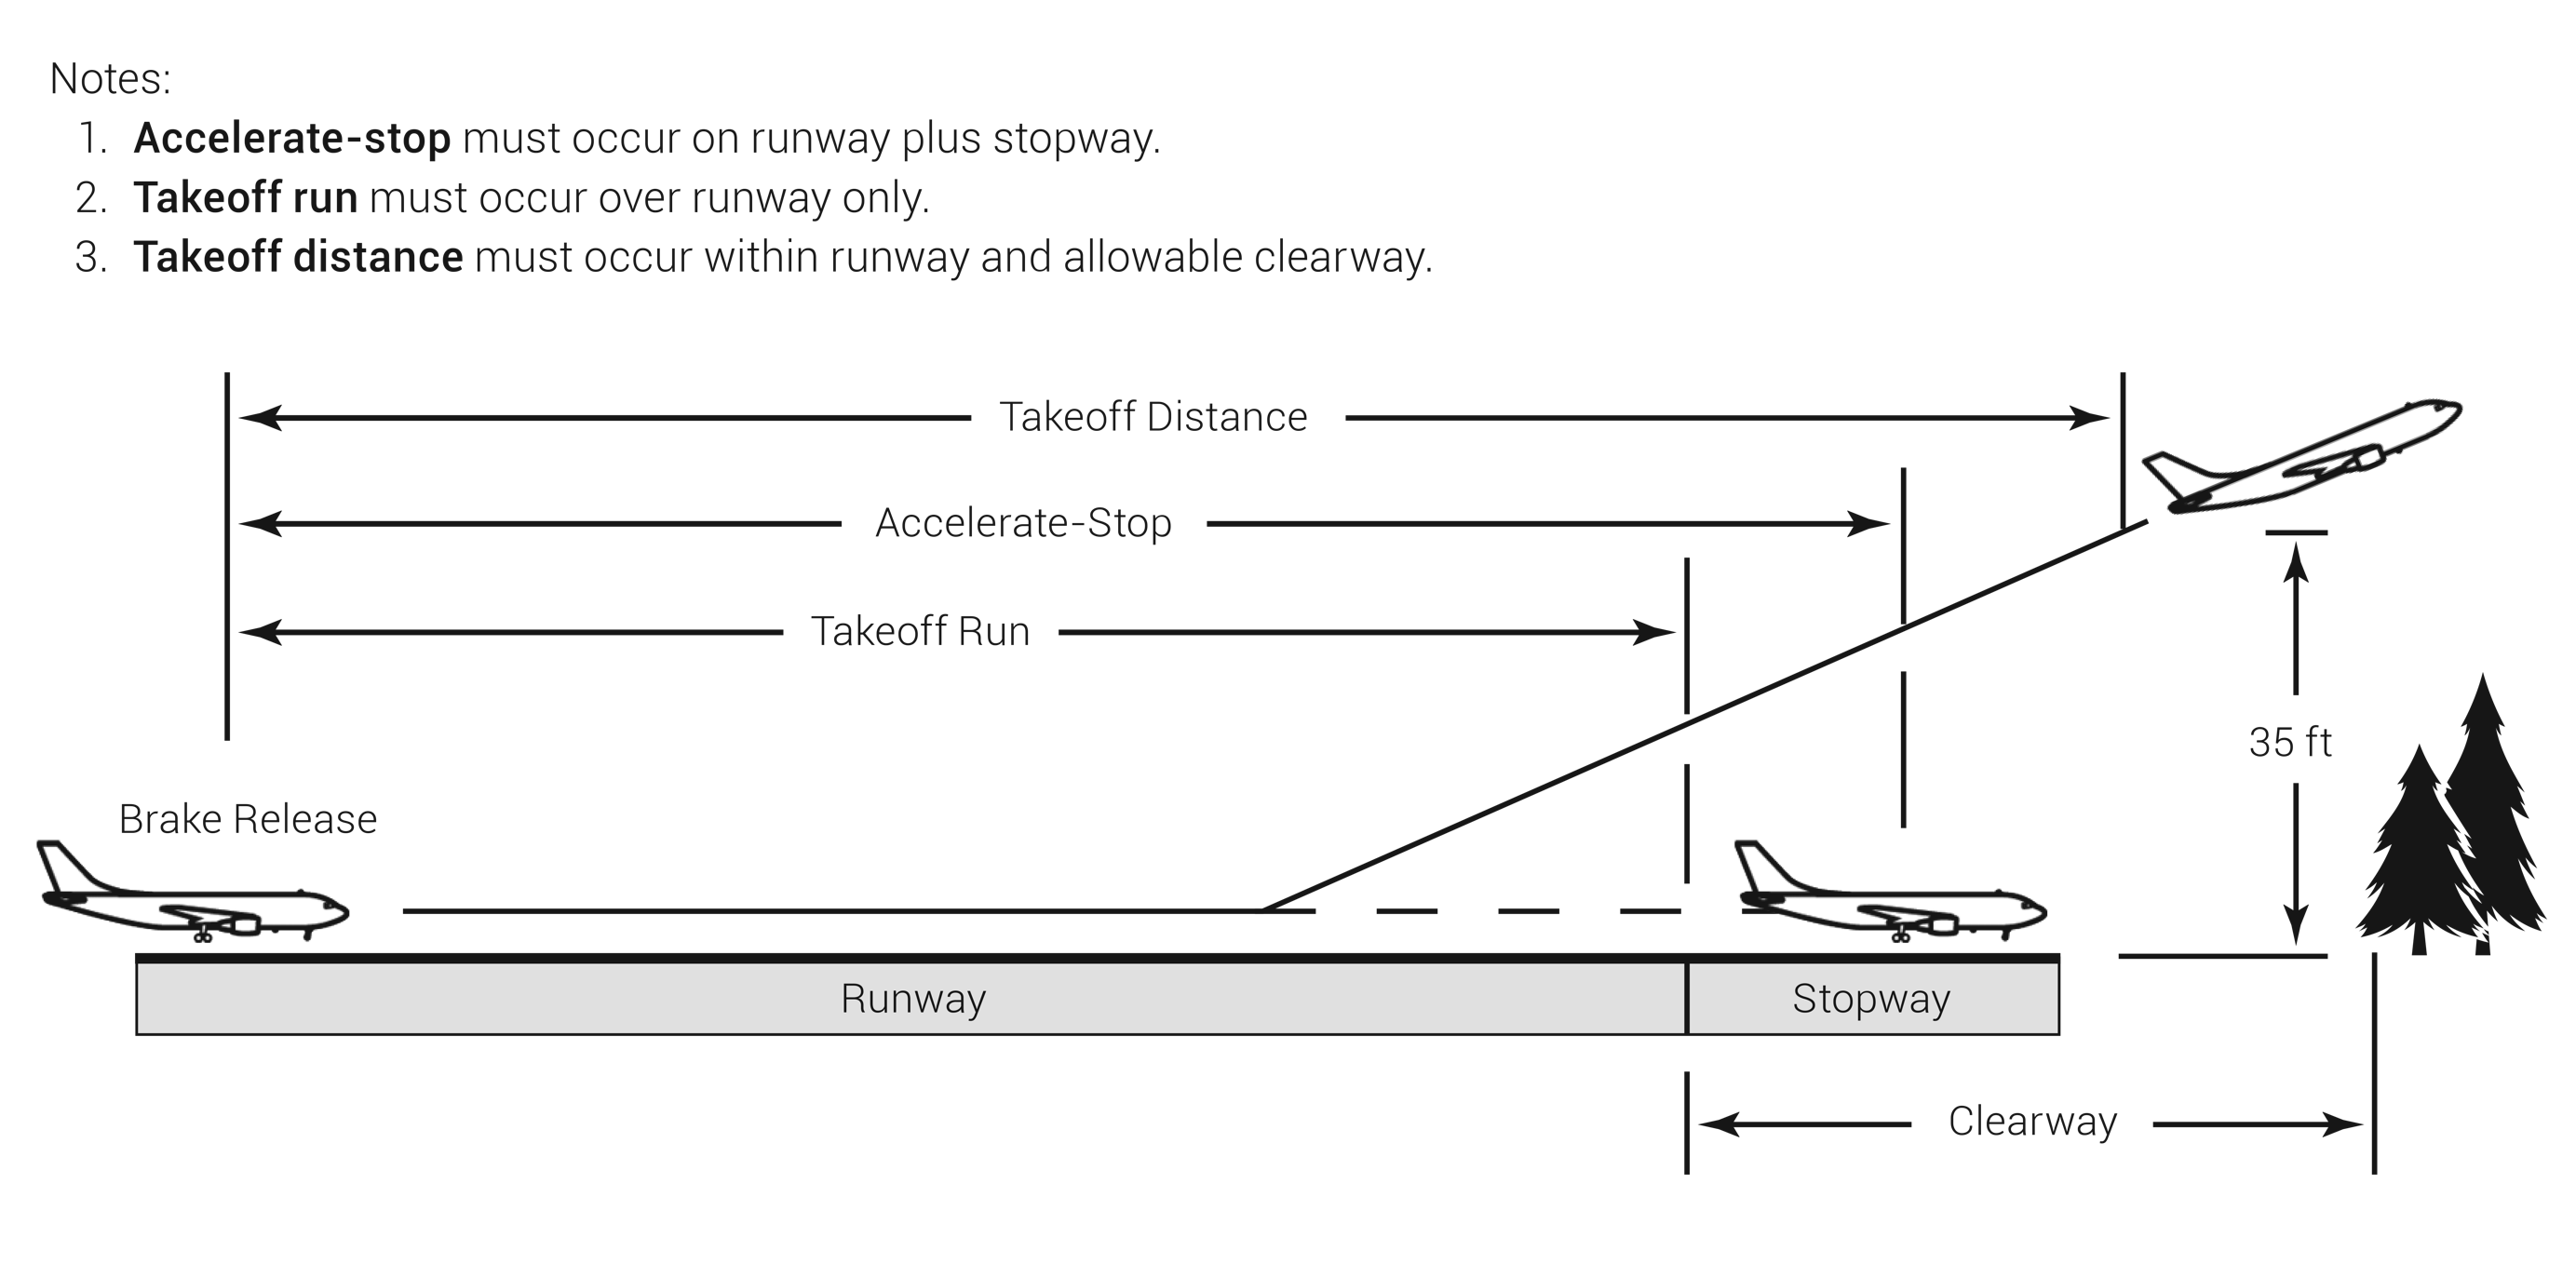 Notes:
1. Accelerate-stop must occur on runway plus stopway.
2. Takeoff run must occur over runway only.
3. Takeoff distance must occur within runway and allowable clearway.
Takeoff Distance
Accelerate-Stop
Takeoff Run
35 ft
Brake Release
Runway
Stopway
Clearway